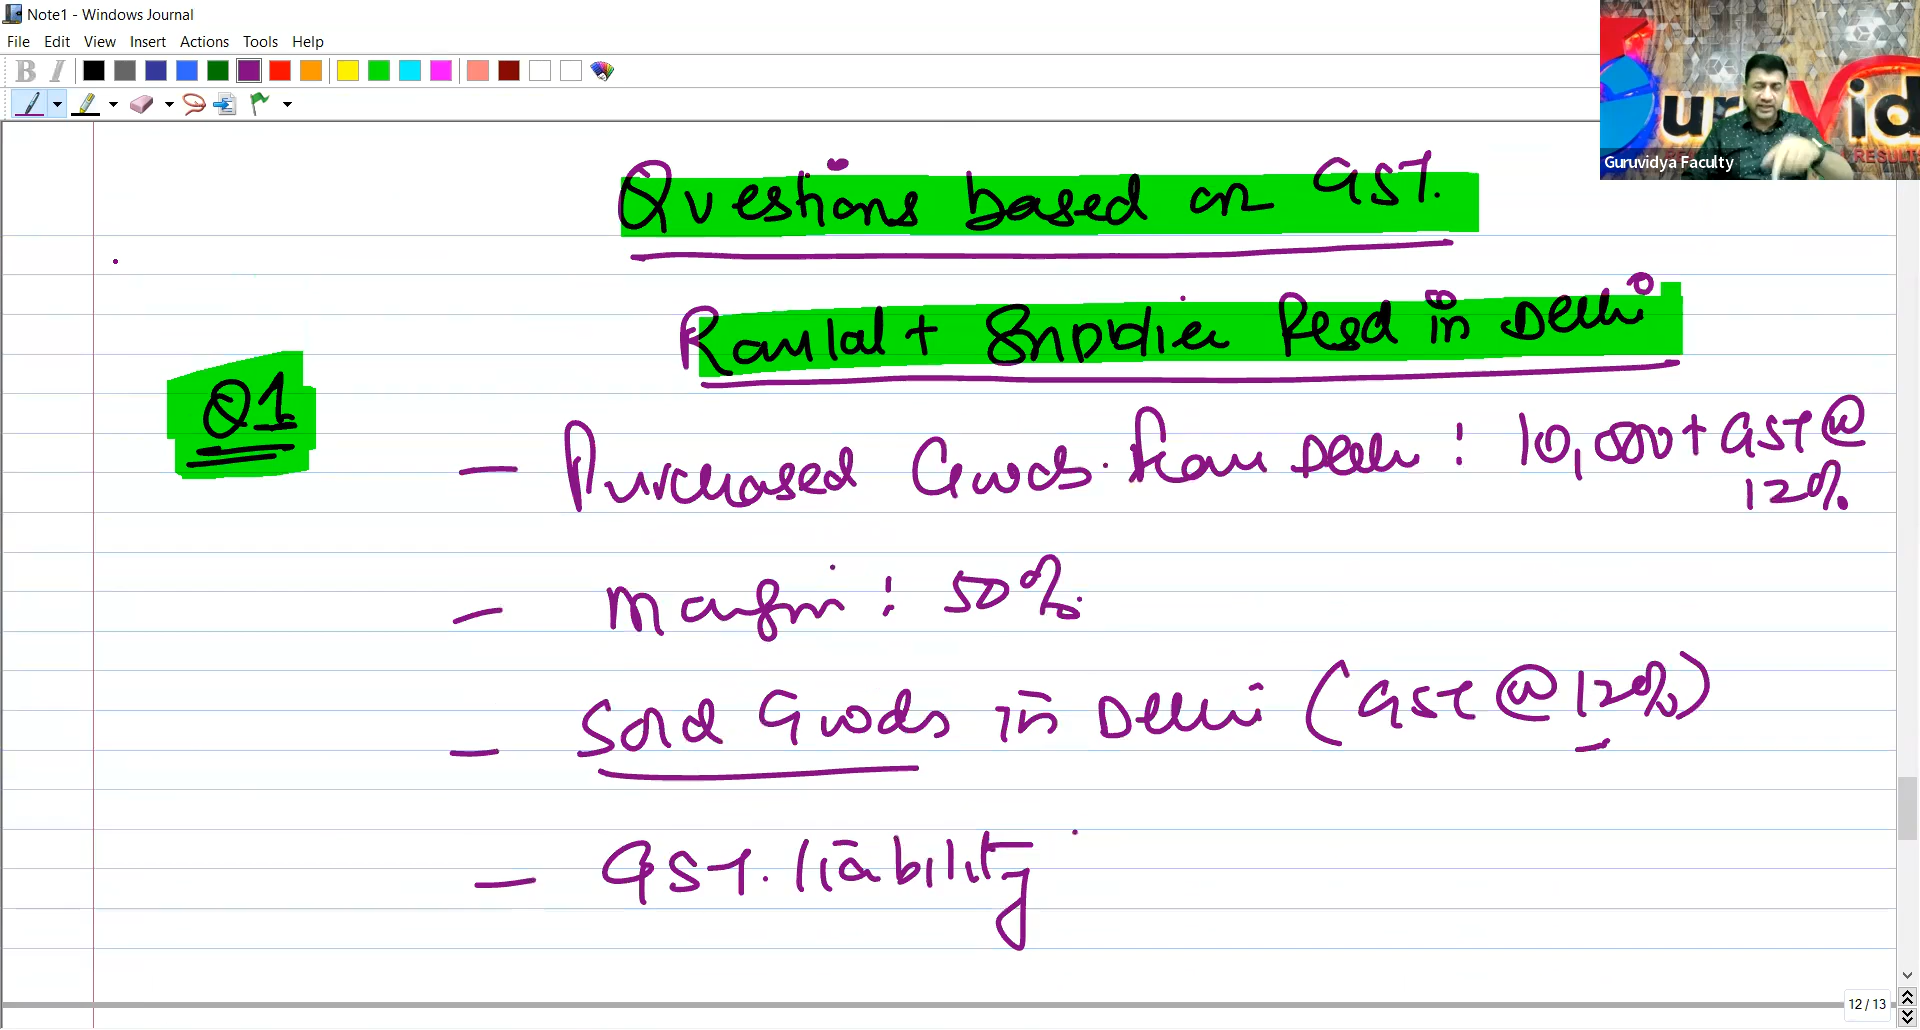 Note1 - Windows Journal
File Edit View Insert Actions Tools Help
B I
Guruvidya Faculty
Questions based on GST.
Ramlal + Supplier Regd in Delhi
Q1
– Purchased Goods from Delhi : 10,000 + GST @ 12%
– Margin : 50%
– Sold Goods in Delhi (GST @ 12%)
– GST. liability
12 / 13